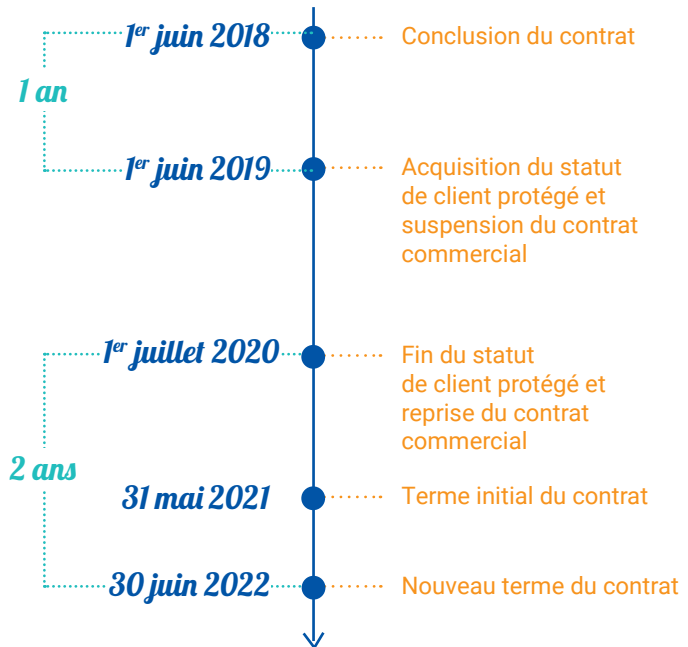 1er juin 2018
Conclusion du contrat
1 an
1er juin 2019
Acquisition du statut
de client protégé et
suspension du contrat
commercial
1er juillet 2020
Fin du statut
de client protégé et
reprise du contrat
commercial
2 ans
31 mai 2021
Terme initial du contrat
30 juin 2022
Nouveau terme du contrat